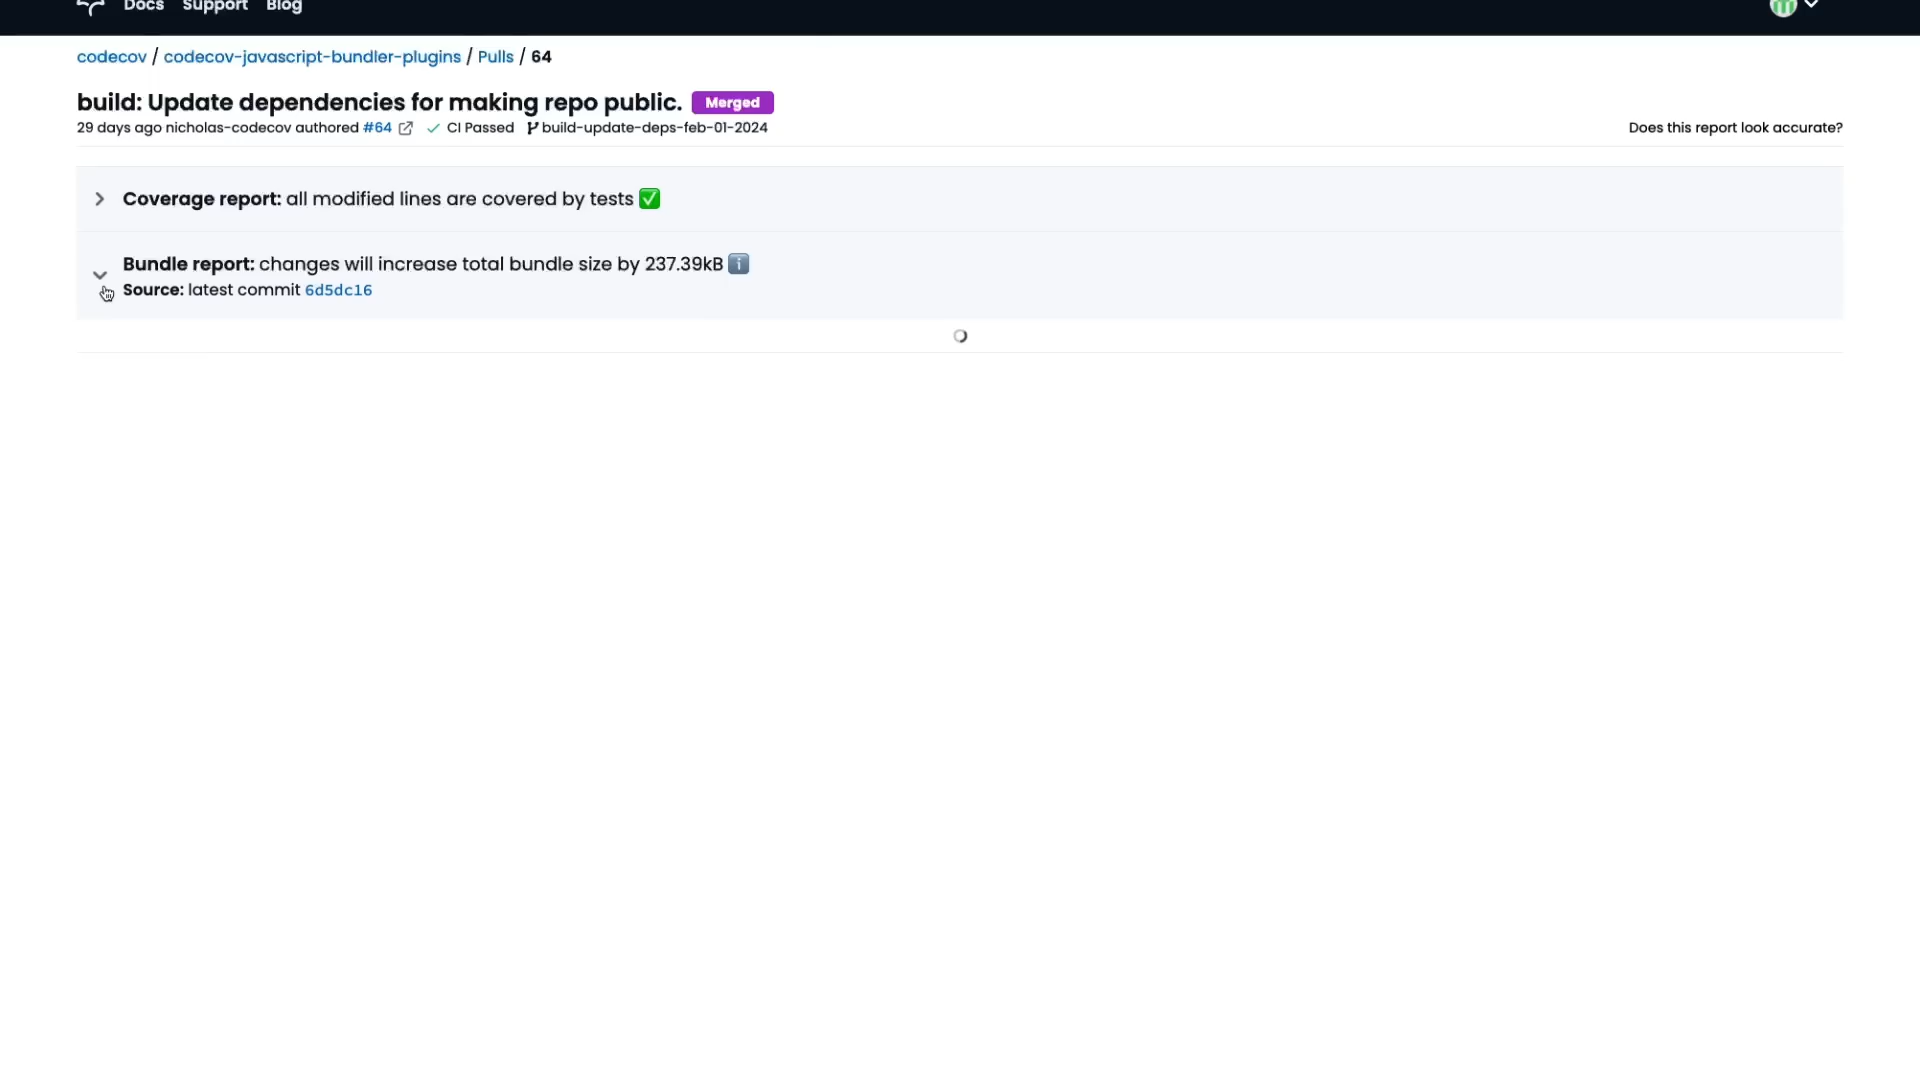 Docs Support Blog
codecov / codecov-javascript-bundler-plugins / Pulls / 64
build: Update dependencies for making repo public. Merged
29 days ago nicholas-codecov authored #64 CI Passed build-update-deps-feb-01-2024 Does this report look accurate?
Coverage report: all modified lines are covered by tests ✅
Bundle report: changes will increase total bundle size by 237.39kB ℹ️
Source: latest commit 6d5dc16